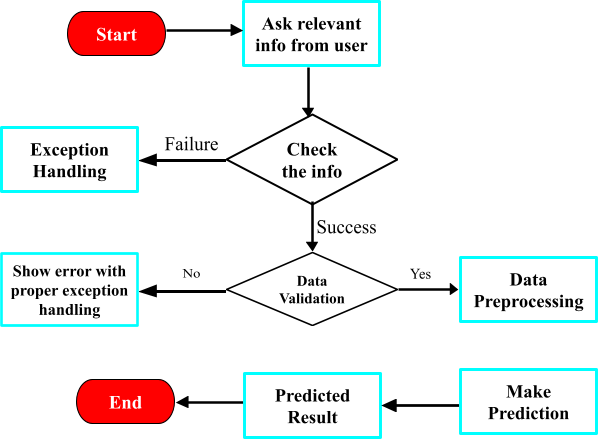 Start
Ask relevant
info from user
Failure
Check
the info
Exception
Handling
Success
Show error with
proper exception
handling
No
Data
Validation
Yes
Data
Preprocessing
End
Predicted
Result
Make
Prediction